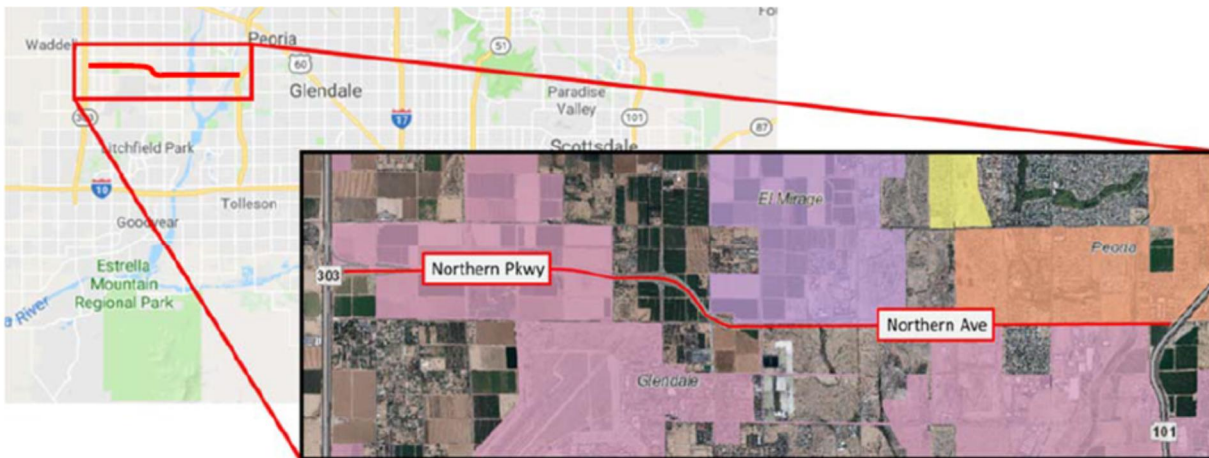 Waddell
Peoria
51
60
Glendale
Paradise
Valley
17
101
87
303
Litchfield Park
Scottsdale
10
Tolleson
Goodyear
Estrella
Mountain
Regional Park
River
El Mirage
Peoria
303
Northern Pkwy
Northern Ave
Glendale
101